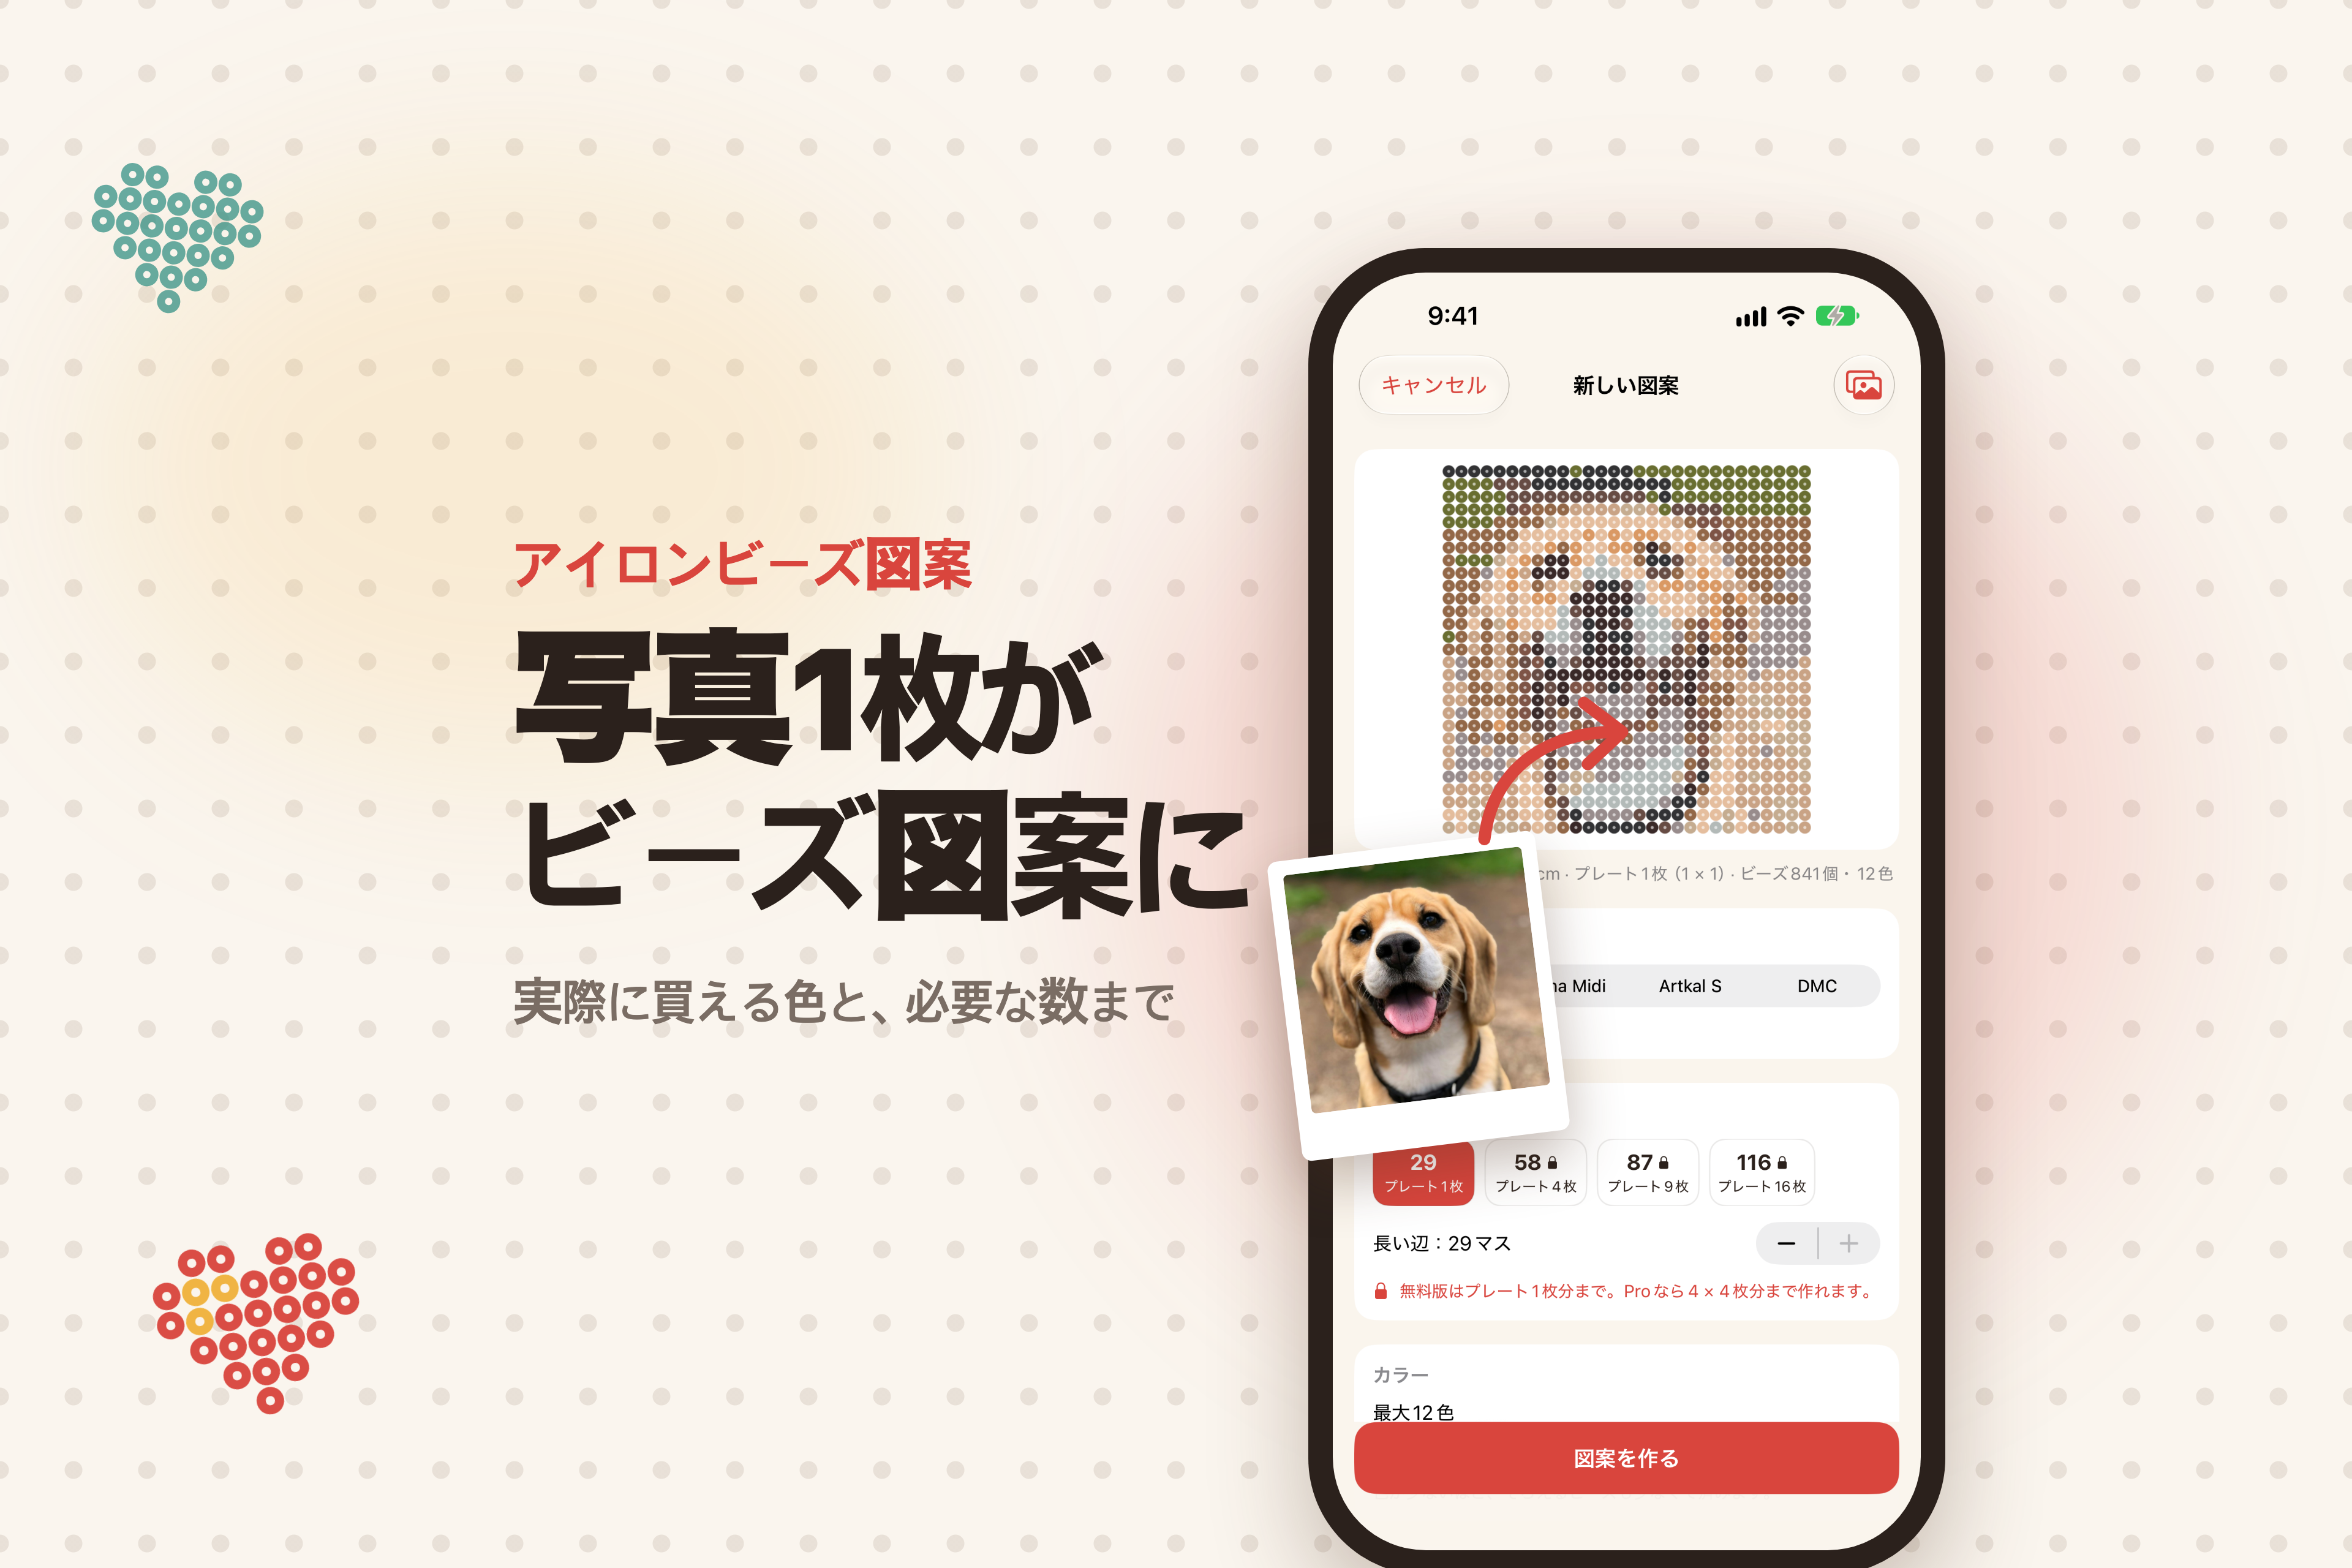 アイロンビーズ図案
写真1枚が
ビーズ図案に
実際に買える色と、必要な数まで
9:41
キャンセル
新しい図案
cm · プレート1枚 (1 × 1) · ビーズ841個・12色
Midi
Artkal S
DMC
29
プレート1枚
58
プレート4枚
87
プレート9枚
116
プレート16枚
長い辺：29マス
無料版はプレート1枚分まで。Proなら4 × 4枚分まで作れます。
カラー
最大12色
図案を作る